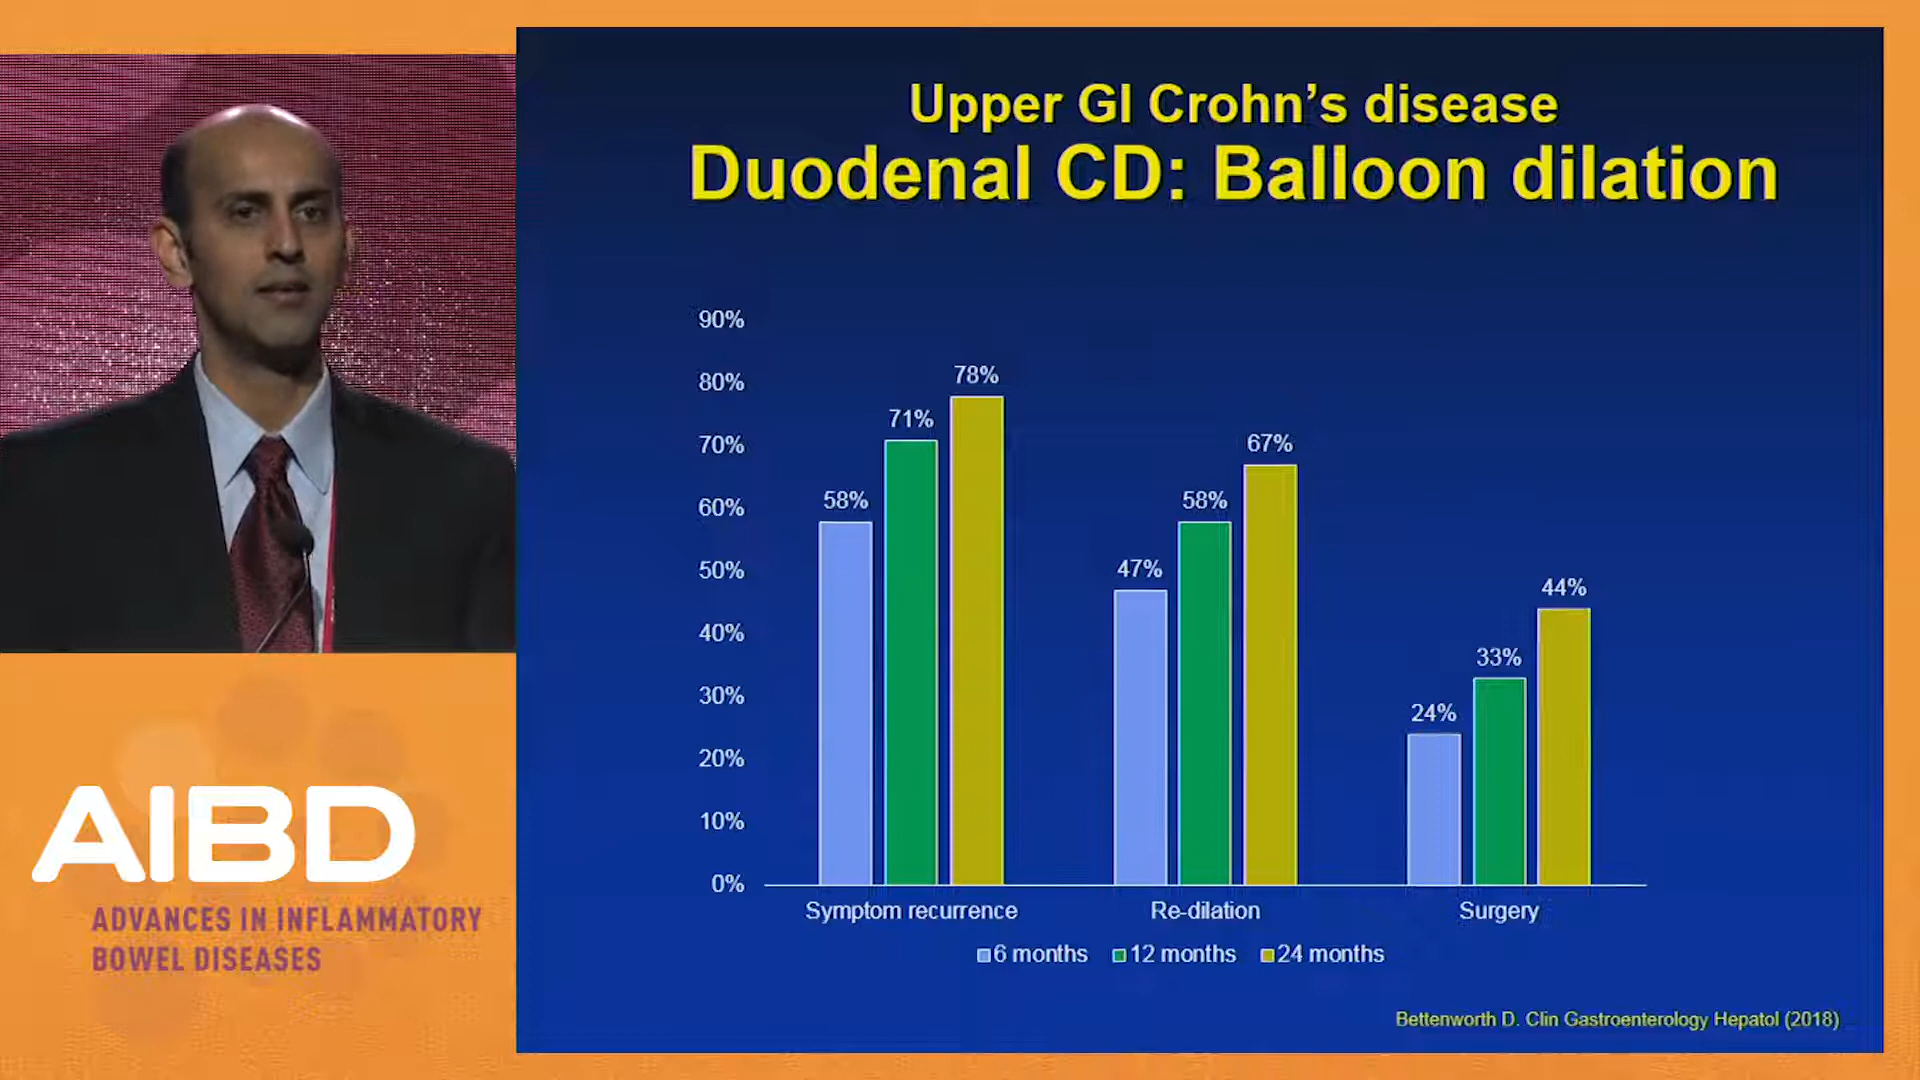 Upper GI Crohn's disease
Duodenal CD: Balloon dilation
90%
80%
70%
60%
50%
40%
30%
20%
10%
0%
58%
71%
78%
47%
58%
67%
24%
33%
44%
Symptom recurrence
Re-dilation
Surgery
6 months
12 months
24 months
Bettenworth D. Clin Gastroenterology Hepatol (2018)
AIBD
ADVANCES IN INFLAMMATORY
BOWEL DISEASES